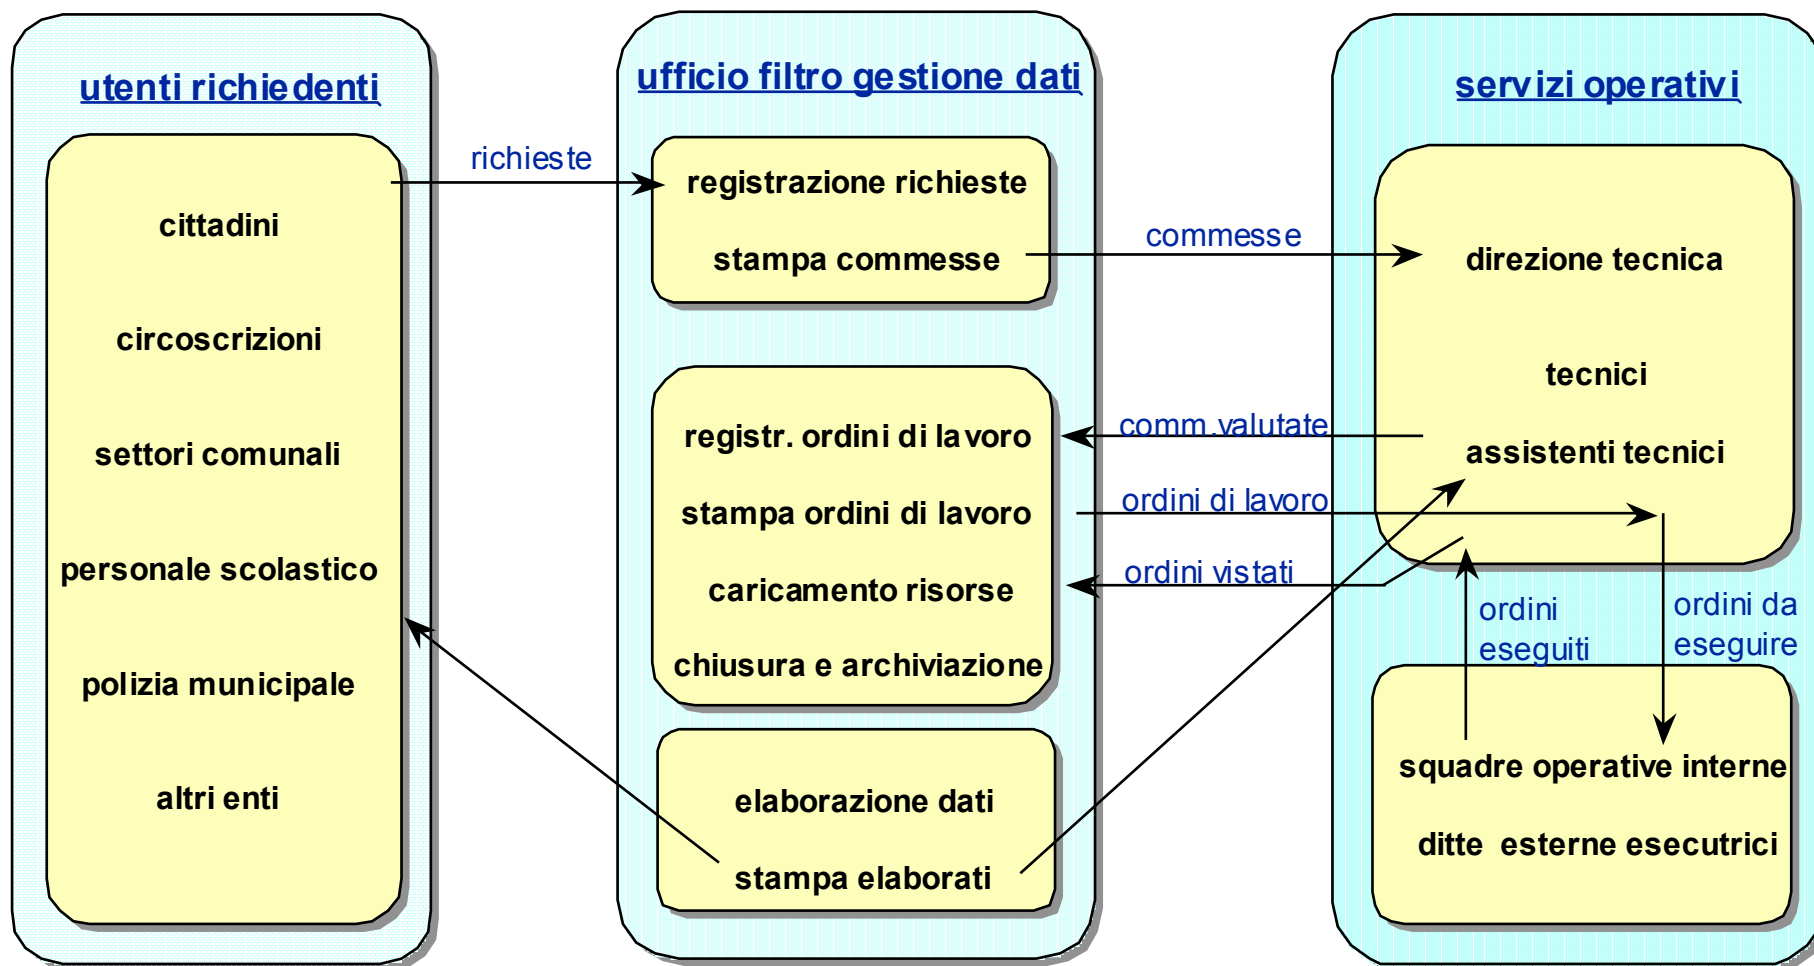 utenti richiedenti
cittadini
circoscrizioni
settori comunali
personale scolastico
polizia municipale
altri enti
richieste
ufficio filtro gestione dati
registrazione richieste
stampa commesse
registr. ordini di lavoro
stampa ordini di lavoro
caricamento risorse
chiusura e archiviazione
elaborazione dati
stampa elaborati
commesse
comm.valutate
ordini di lavoro
ordini vistati
servizi operativi
direzione tecnica
tecnici
assistenti tecnici
ordini
eseguiti
ordini da
eseguire
squadre operative interne
ditte esterne esecutrici